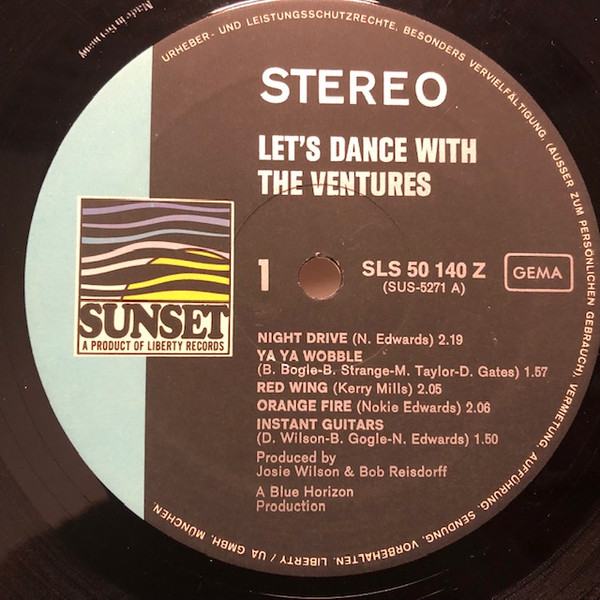 Made in Germany
URHEBER- UND LEISTUNGSSCHUTZRECHTE, BESONDERS VERVIELFÄLTIGUNG, (AUSSER ZUM PERSÖNLICHEN GEBRAUCH), VERMIETUNG, AUFFÜHRUNG, SENDUNG, VORBEHALTEN. LIBERTY / UA GMBH, MÜNCHEN.
STEREO
LET'S DANCE WITH
THE VENTURES
SUNSET
A PRODUCT OF LIBERTY RECORDS
1
SLS 50 140 Z
(SUS-5271 A)
GEMA
NIGHT DRIVE (N. Edwards) 2.19
YA YA WOBBLE
(B. Bogle-B. Strange-M. Taylor-D. Gates) 1.57
RED WING (Kerry Mills) 2.05
ORANGE FIRE (Nokie Edwards) 2.06
INSTANT GUITARS
(D. Wilson-B. Gogle-N. Edwards) 1.50
Produced by
Josie Wilson & Bob Reisdorff
A Blue Horizon
Production